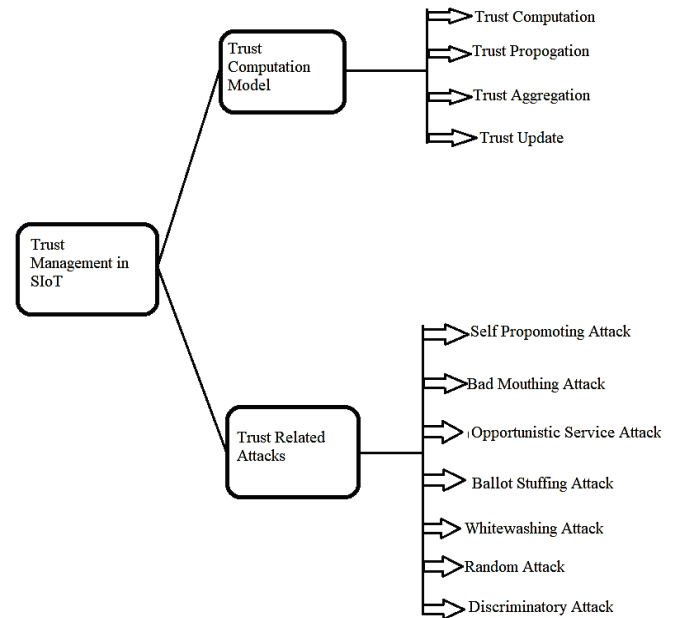 Trust
Computation
Model
Trust Computation
Trust Propogation
Trust Aggregation
Trust Update
Trust
Management in
SIoT
Trust Related
Attacks
Self Propomoting Attack
Bad Mouthing Attack
Opportunistic Service Attack
Ballot Stuffing Attack
Whitewashing Attack
Random Attack
Discriminatory Attack